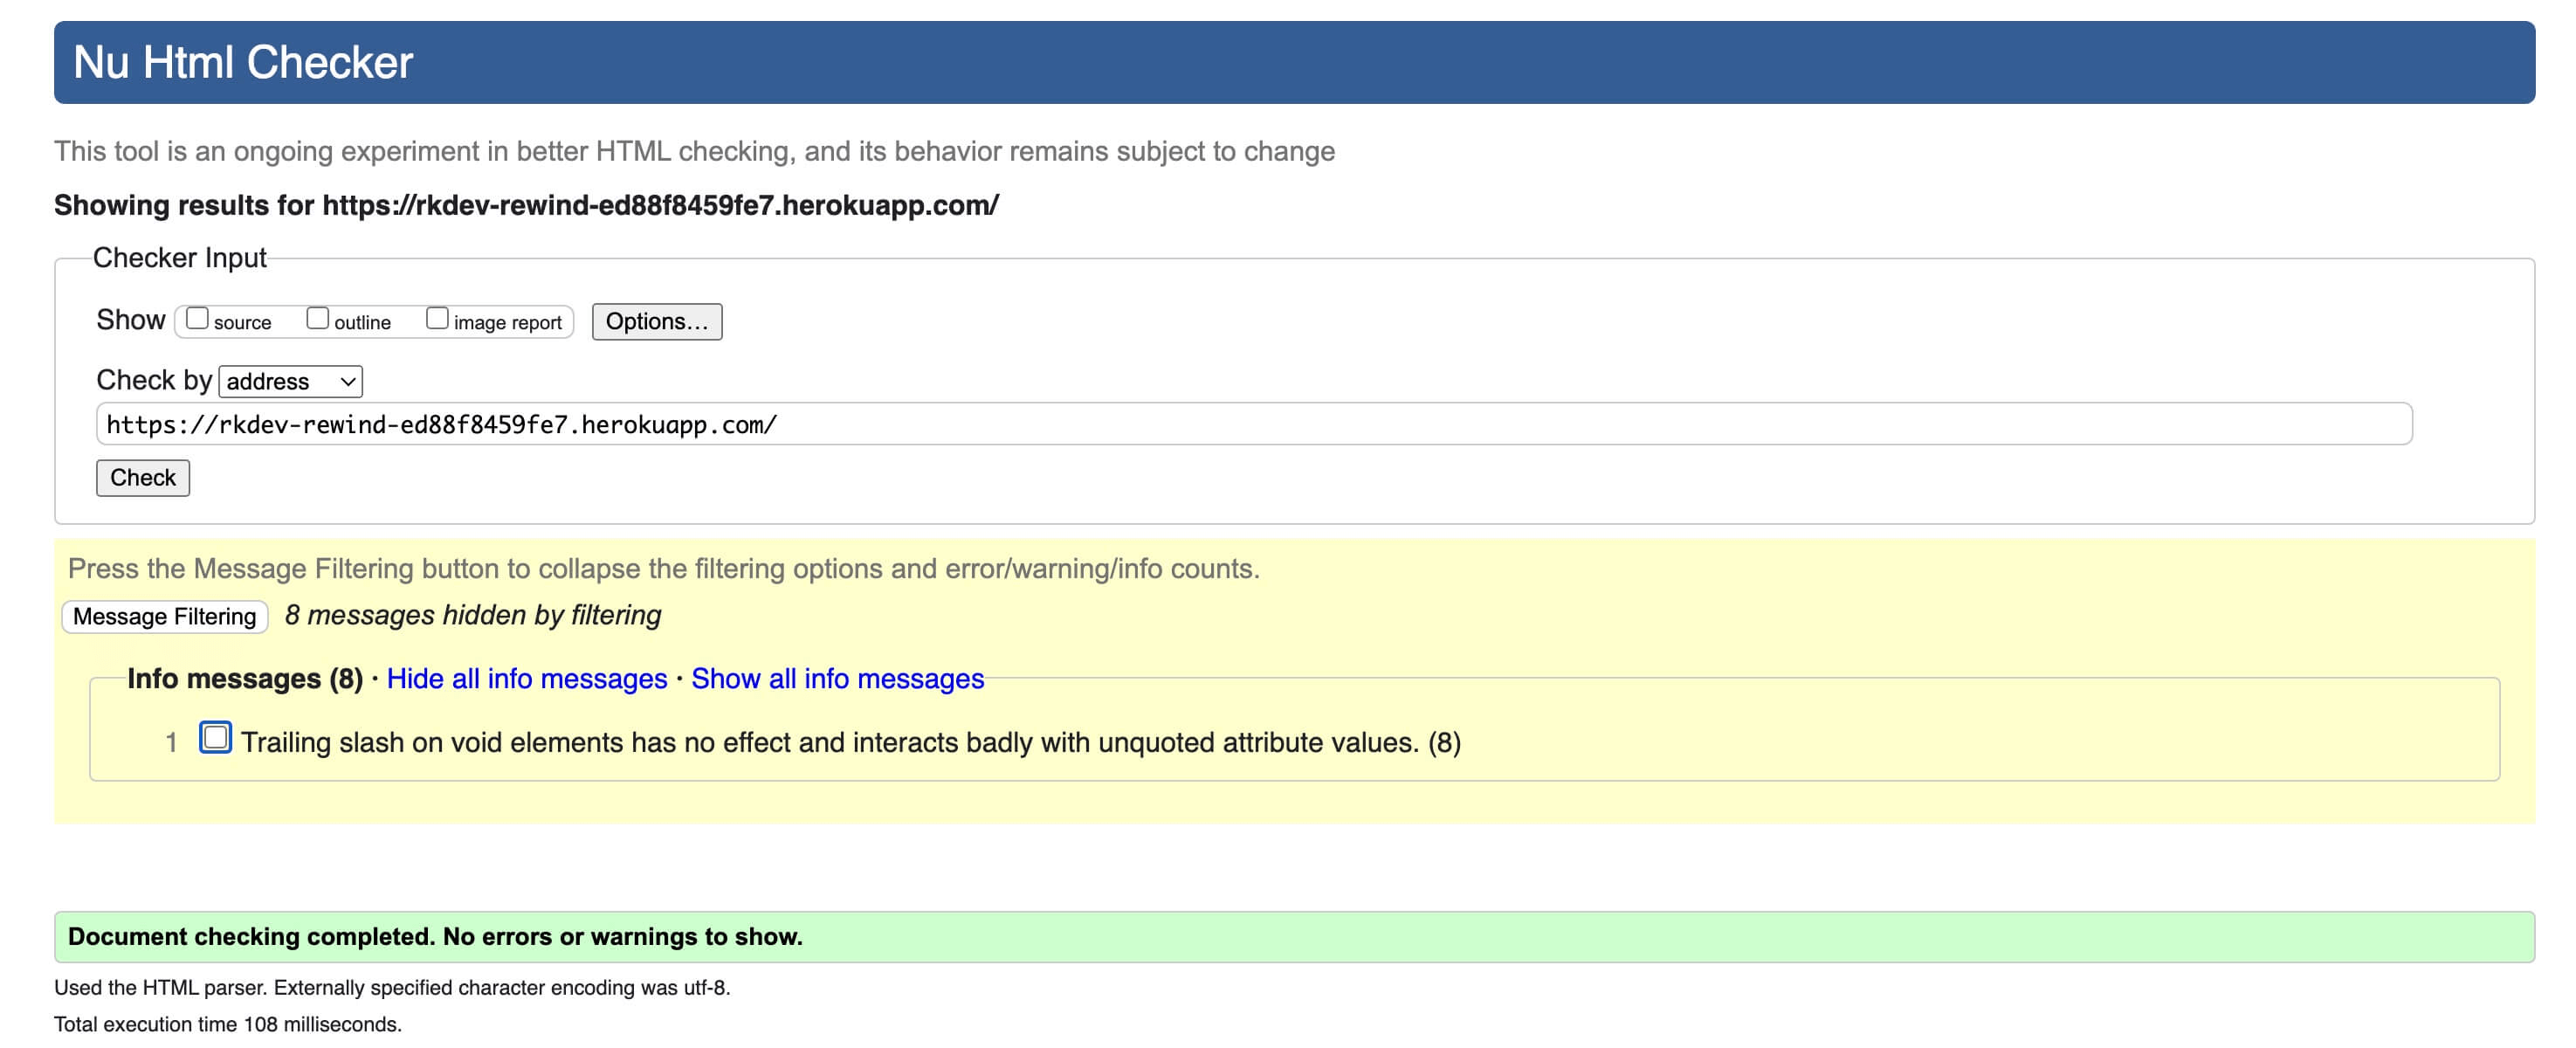 Nu Html Checker
This tool is an ongoing experiment in better HTML checking, and its behavior remains subject to change
Showing results for https://rkdev-rewind-ed88f8459fe7.herokuapp.com/
Checker Input
Show source outline image report Options...
Check by address
https://rkdev-rewind-ed88f8459fe7.herokuapp.com/
Check
Press the Message Filtering button to collapse the filtering options and error/warning/info counts.
Message Filtering 8 messages hidden by filtering
Info messages (8) · Hide all info messages · Show all info messages
1 Trailing slash on void elements has no effect and interacts badly with unquoted attribute values. (8)
Document checking completed. No errors or warnings to show.
Used the HTML parser. Externally specified character encoding was utf-8.
Total execution time 108 milliseconds.